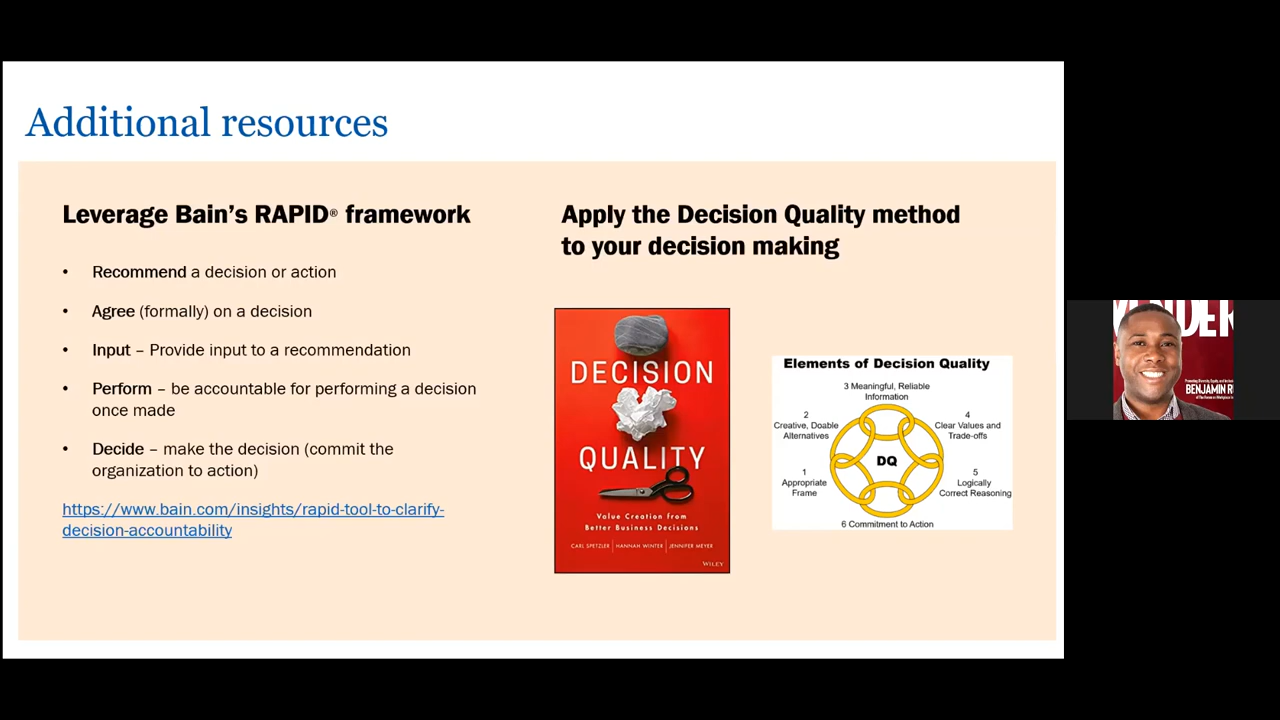 Additional resources
Leverage Bain's RAPID® framework
• Recommend a decision or action
• Agree (formally) on a decision
• Input – Provide input to a recommendation
• Perform – be accountable for performing a decision
once made
• Decide – make the decision (commit the
organization to action)
https://www.bain.com/insights/rapid-tool-to-clarify-
decision-accountability
Apply the Decision Quality method
to your decision making
DECISION
QUALITY
Value Creation from
Better Business Decisions
CARL SPETZLER | HANNAH WINTER | JENNIFER MEYER
WILEY
Elements of Decision Quality
3 Meaningful, Reliable
Information
2
Creative, Doable
Alternatives
4
Clear Values and
Trade-offs
DQ
1
Appropriate
Frame
5
Logically
Correct Reasoning
6 Commitment to Action
BENJAMIN